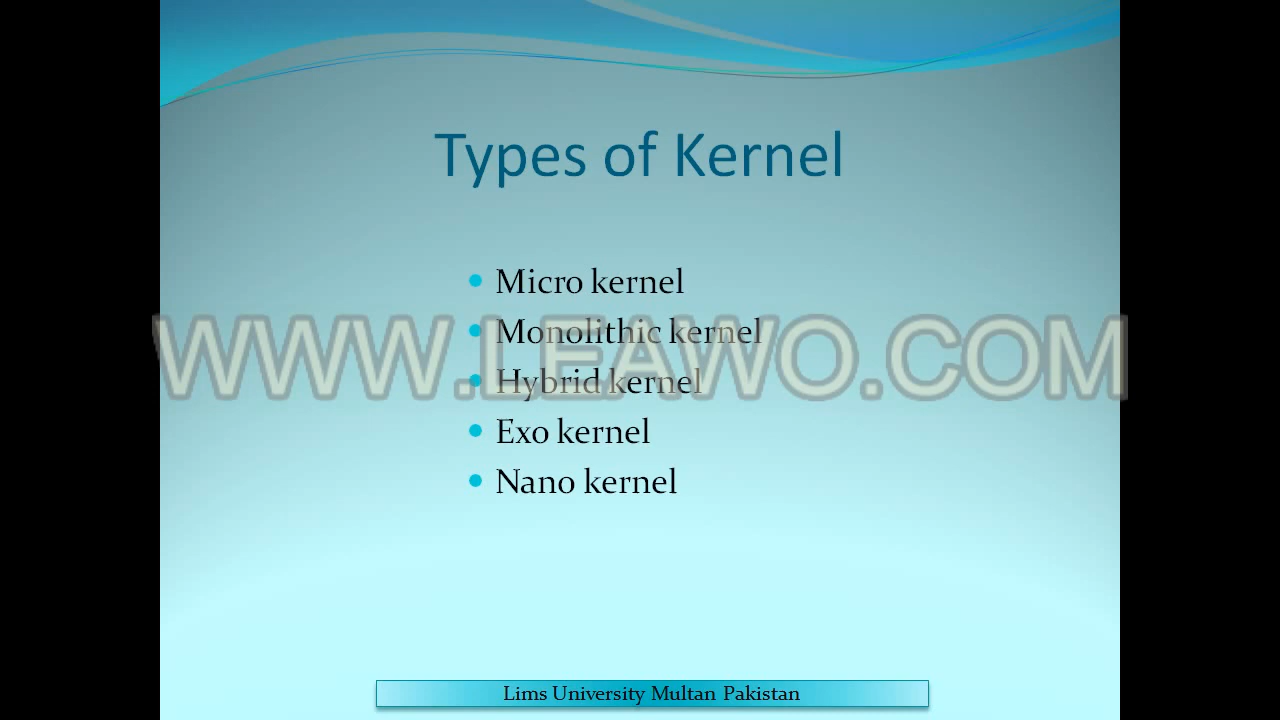 Types of Kernel
Micro kernel
Monolithic kernel
WWW.LEAWO.COM
Hybrid kernel
Exo kernel
Nano kernel
Lims University Multan Pakistan